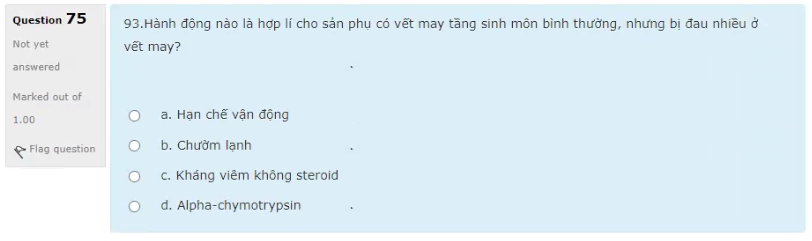 Question 75
Not yet
answered
Marked out of
1.00
Flag question
93.Hành động nào là hợp lí cho sản phụ có vết may tầng sinh môn bình thường, nhưng bị đau nhiều ở
vết may?
a. Hạn chế vận động
b. Chườm lạnh
c. Kháng viêm không steroid
d. Alpha-chymotrypsin